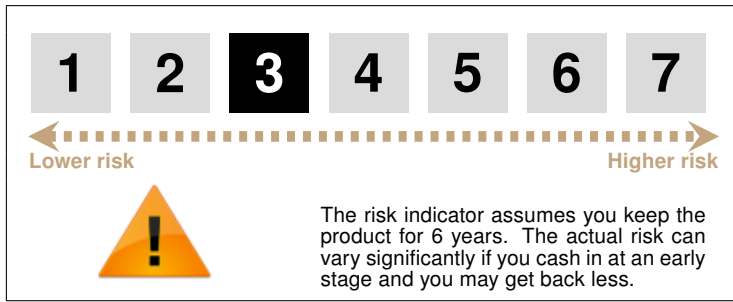 1 2 3 4 5 6 7
Lower risk Higher risk
!
The risk indicator assumes you keep the
product for 6 years. The actual risk can
vary significantly if you cash in at an early
stage and you may get back less.